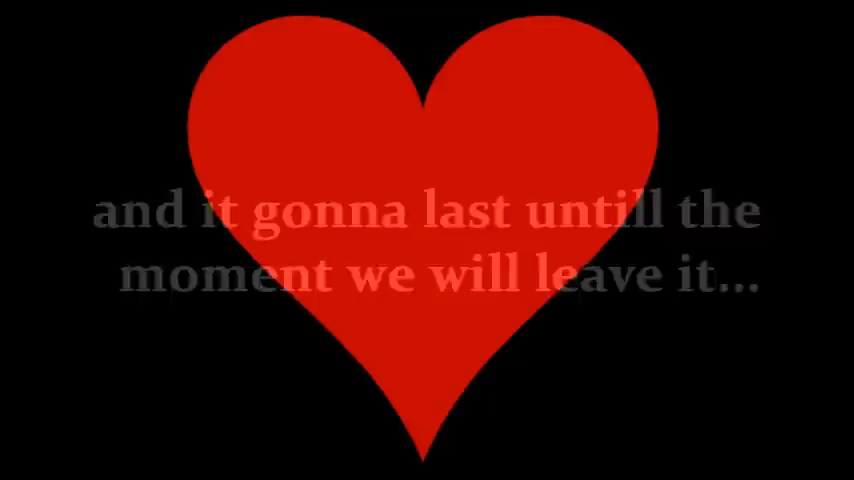 and it gonna last untill the
moment we will leave it...